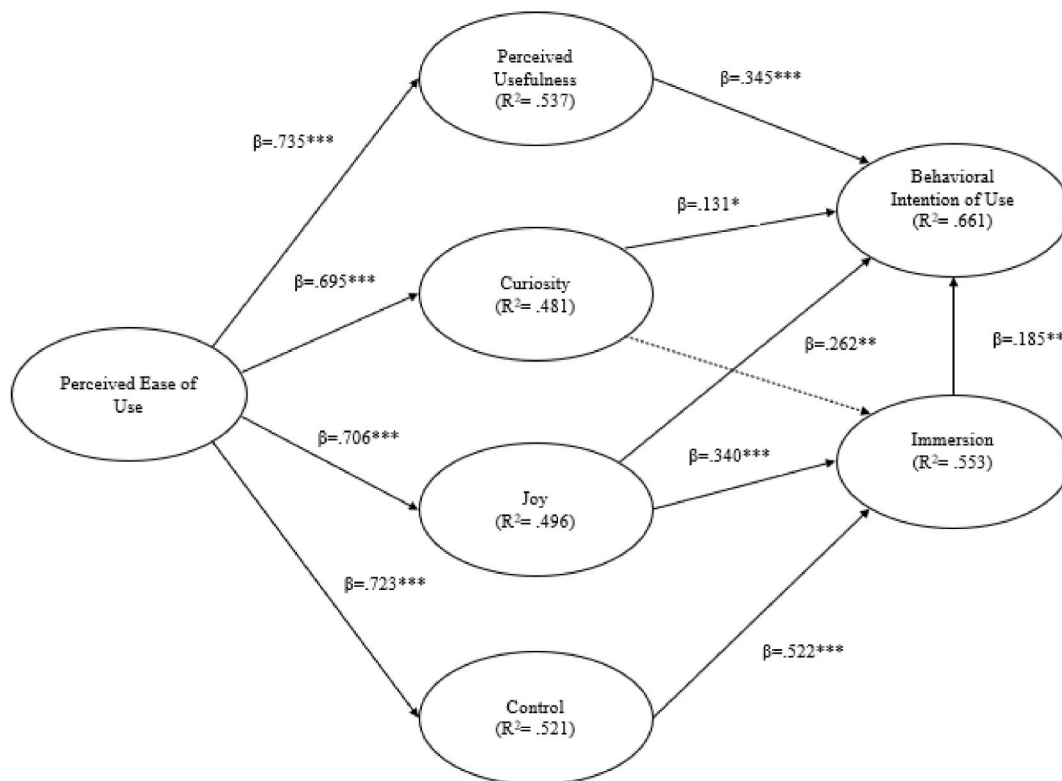 Perceived
Usefulness
(R²= .537)
β=.345***
β=.735***
Behavioral
Intention of Use
(R²= .661)
β=.131*
β=.695***
Curiosity
(R²= .481)
β=.262**
β=.185**
Perceived Ease of
Use
β=.706***
β=.340***
Immersion
(R²= .553)
Joy
(R²= .496)
β=.723***
β=.522***
Control
(R²= .521)